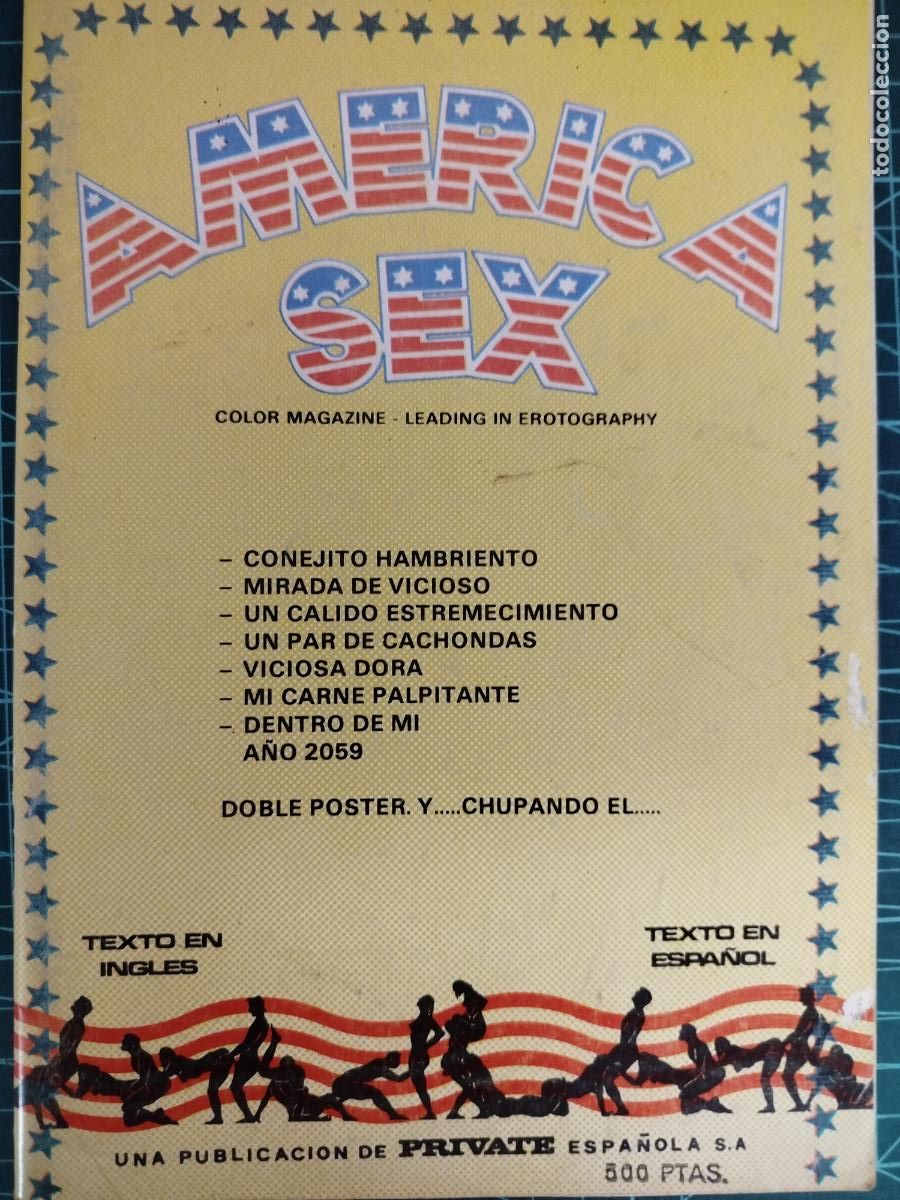 AMERICA
SEX
COLOR MAGAZINE - LEADING IN EROTOGRAPHY
- CONEJITO HAMBRIENTO
- MIRADA DE VICIOSO
- UN CALIDO ESTREMECIMIENTO
- UN PAR DE CACHONDAS
- VICIOSA DORA
- MI CARNE PALPITANTE
- DENTRO DE MI
AÑO 2059
DOBLE POSTER. Y.....CHUPANDO EL.....
TEXTO EN
INGLES
TEXTO EN
ESPAÑOL
UNA PUBLICACION DE PRIVATE ESPAÑOLA S.A
500 PTAS.
todocoleccion